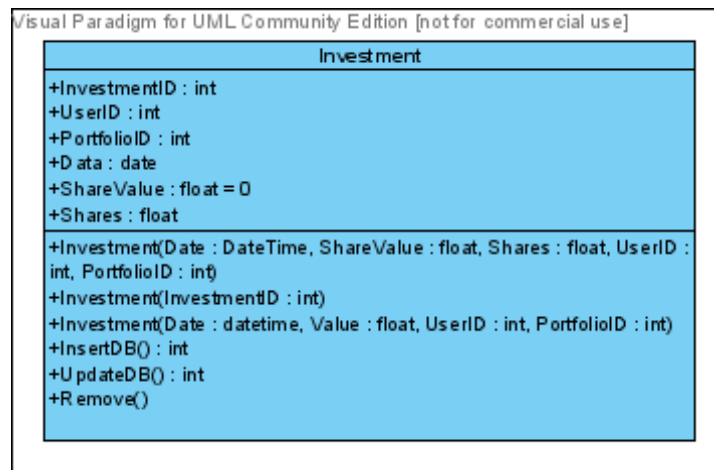 Visual Paradigm for UML Community Edition [not for commercial use]
Investment
+InvestmentID : int
+UserID : int
+PortfolioID : int
+Data : date
+ShareValue : float = 0
+Shares : float
+Investment(Date : DateTime, ShareValue : float, Shares : float, UserID :
int, PortfolioID : int)
+Investment(InvestmentID : int)
+Investment(Date : datetime, Value : float, UserID : int, PortfolioID : int)
+InsertDB() : int
+UpdateDB() : int
+Remove()